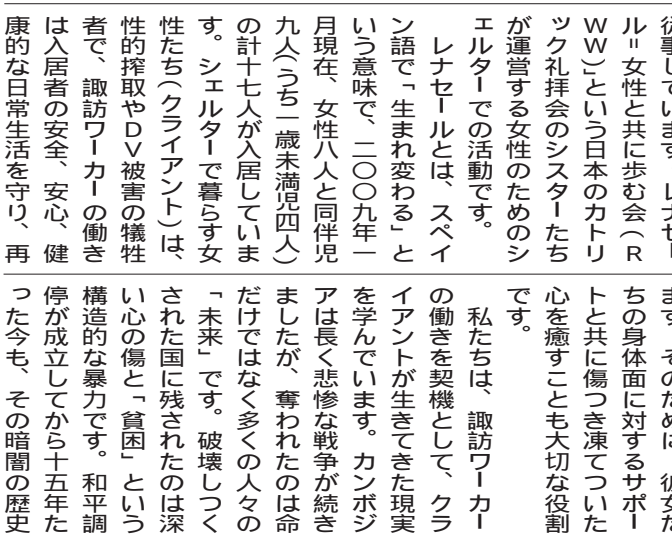 従事しています。レナセー
ル＝女性と共に歩む会（Ｒ
ＷＷ）」という日本のカトリ
ック礼拝会のシスターたち
が運営する女性のためのシ
ェルターでの活動です。
レナセールとは、スペイ
ン語で「生まれ変わる」と
いう意味で、二〇〇九年一
月現在、女性八人と同伴児
九人（うち一歳未満児四人）
の計十七人が入居していま
す。シェルターで暮らす女
性たち（クライアント）は、
性的搾取やＤＶ被害の犠牲
者で、諏訪ワーカーの働き
は入居者の安全、安心、健
康的な日常生活を守り、再
ます。そのために、彼女た
ちの身体面に対するサポー
トと共に傷つき凍てついた
心を癒すことも大切な役割
です。
私たちは、諏訪ワーカー
の働きを契機として、クラ
イアントが生きてきた現実
を学んでいます。カンボジ
アは長く悲惨な戦争が続き
ましたが、奪われたのは命
だけではなく多くの人々の
「未来」です。破壊しつく
された国に残されたのは深
い心の傷と「貧困」という
構造的な暴力です。和平調
停が成立してから十五年た
った今も、その暗闇の歴史